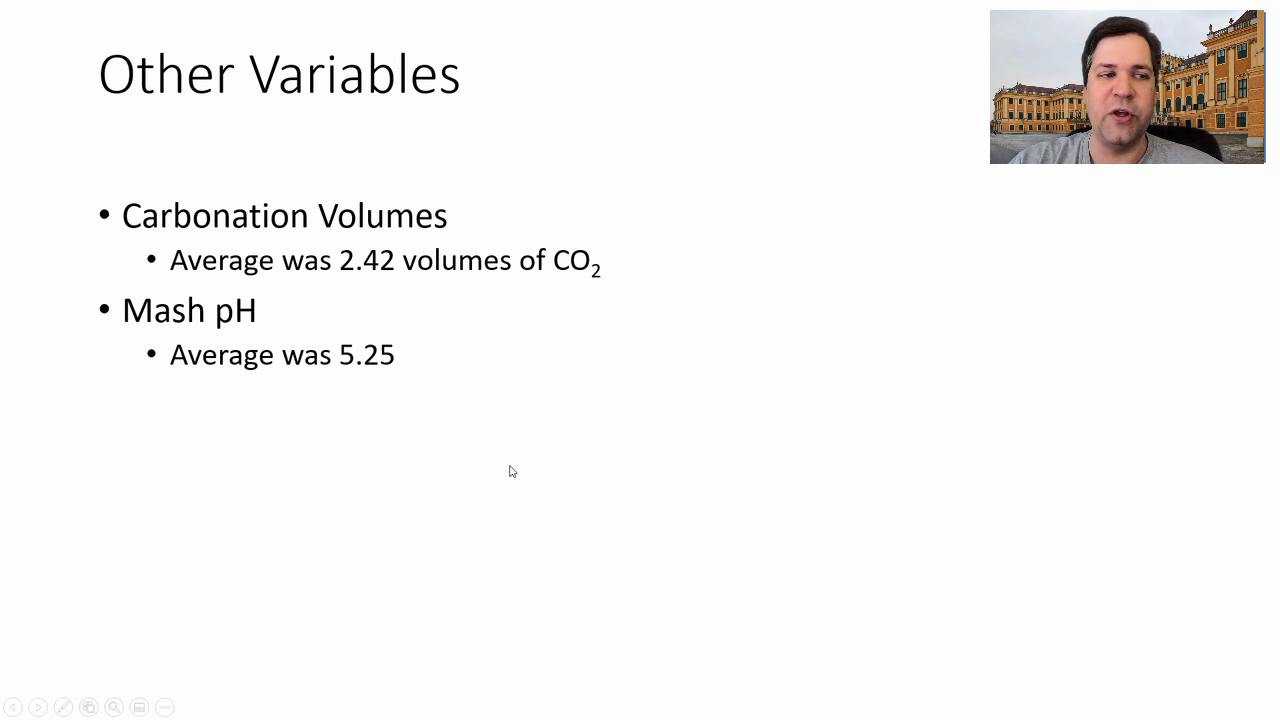 Other Variables
• Carbonation Volumes
• Average was 2.42 volumes of CO₂
• Mash pH
• Average was 5.25